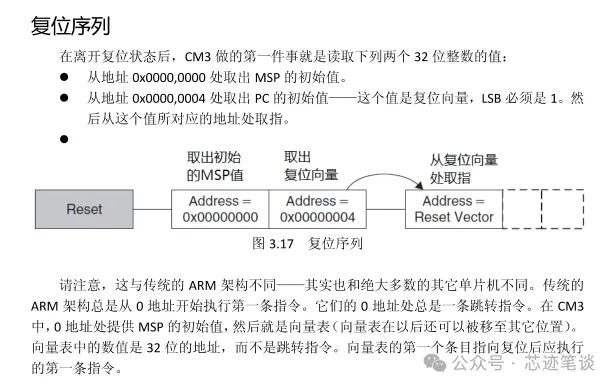 复位序列
在离开复位状态后，CM3 做的第一件事就是读取下列两个 32 位整数的值：
● 从地址 0x0000,0000 处取出 MSP 的初始值。
● 从地址 0x0000,0004 处取出 PC 的初始值——这个值是复位向量，LSB 必须是 1。然
后从这个值所对应的地址处取指。
●
取出初始
的MSP值
取出
复位向量
从复位向量
处取指
Reset
Address=
0x00000000
Address=
0x00000004
Address=
Reset Vector
图 3.17 复位序列
请注意，这与传统的 ARM 架构不同——其实也和绝大多数的其它单片机不同。传统的
ARM 架构总是从 0 地址开始执行第一条指令。它们的 0 地址处总是一条跳转指令。在 CM3
中，0 地址处提供 MSP 的初始值，然后就是向量表（向量表在以后还可以被移至其它位置）。
向量表中的数值是 32 位的地址，而不是跳转指令。向量表的第一个条目指向复位后应执行
的第一条指令。
公众号·芯迹笔谈